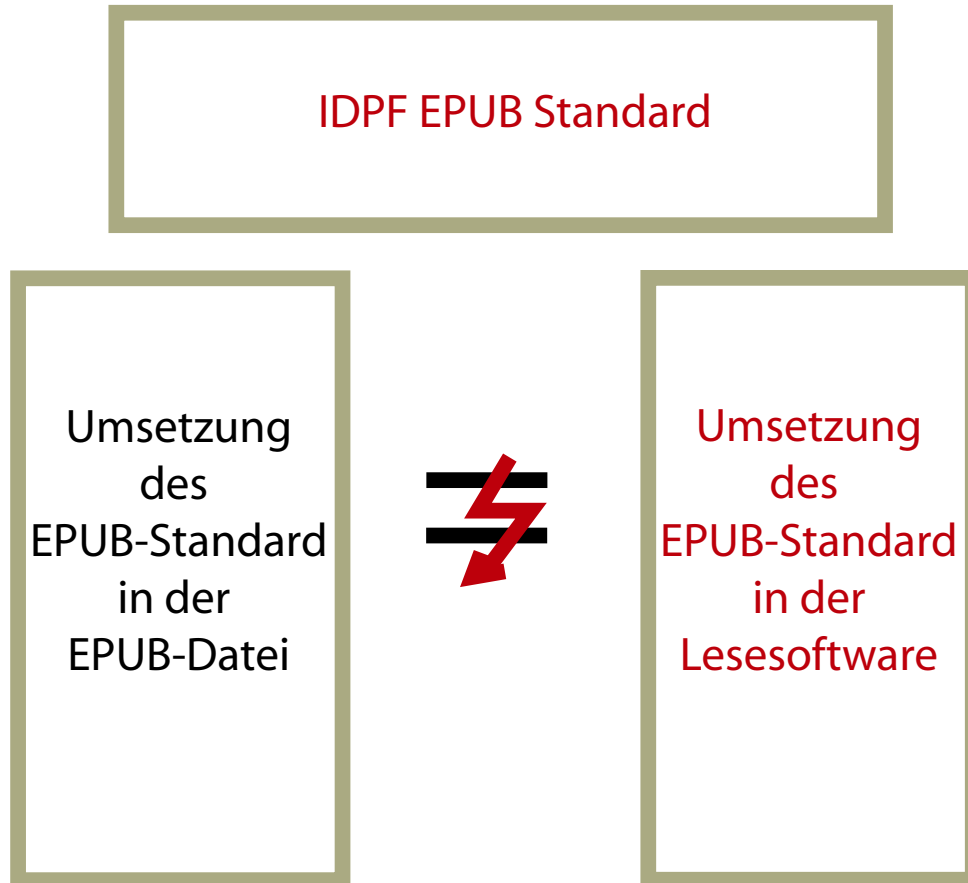 IDPF EPUB Standard
Umsetzung
des
EPUB-Standard
in der
EPUB-Datei
Umsetzung
des
EPUB-Standard
in der
Lesesoftware